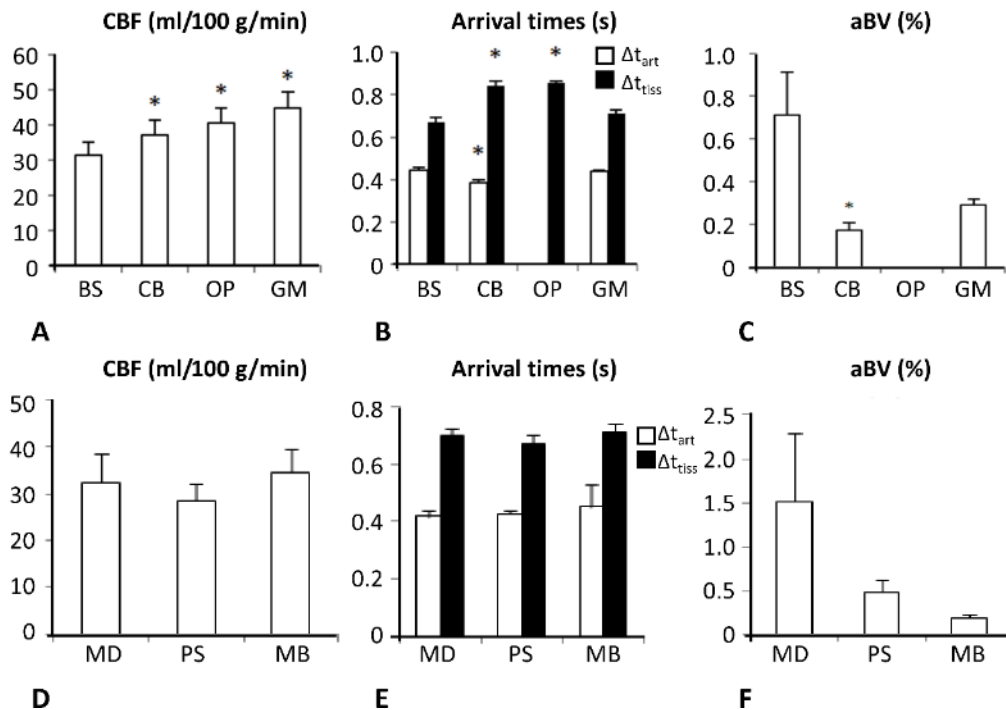 CBF (ml/100 g/min)
60
50
40
30
20
10
0
*
*
*
BS CB OP GM
A
Arrival times (s)
1.0
0.8
0.6
0.4
0.2
0
*
*
*
Δtart
Δttiss
BS CB OP GM
B
aBV (%)
1.0
0.8
0.6
0.4
0.2
0
*
BS CB OP GM
C
CBF (ml/100 g/min)
50
40
30
20
10
0
MD PS MB
D
Arrival times (s)
0.8
0.6
0.4
0.2
0
Δtart
Δttiss
MD PS MB
E
aBV (%)
2.5
2.0
1.5
1.0
0.5
0
MD PS MB
F